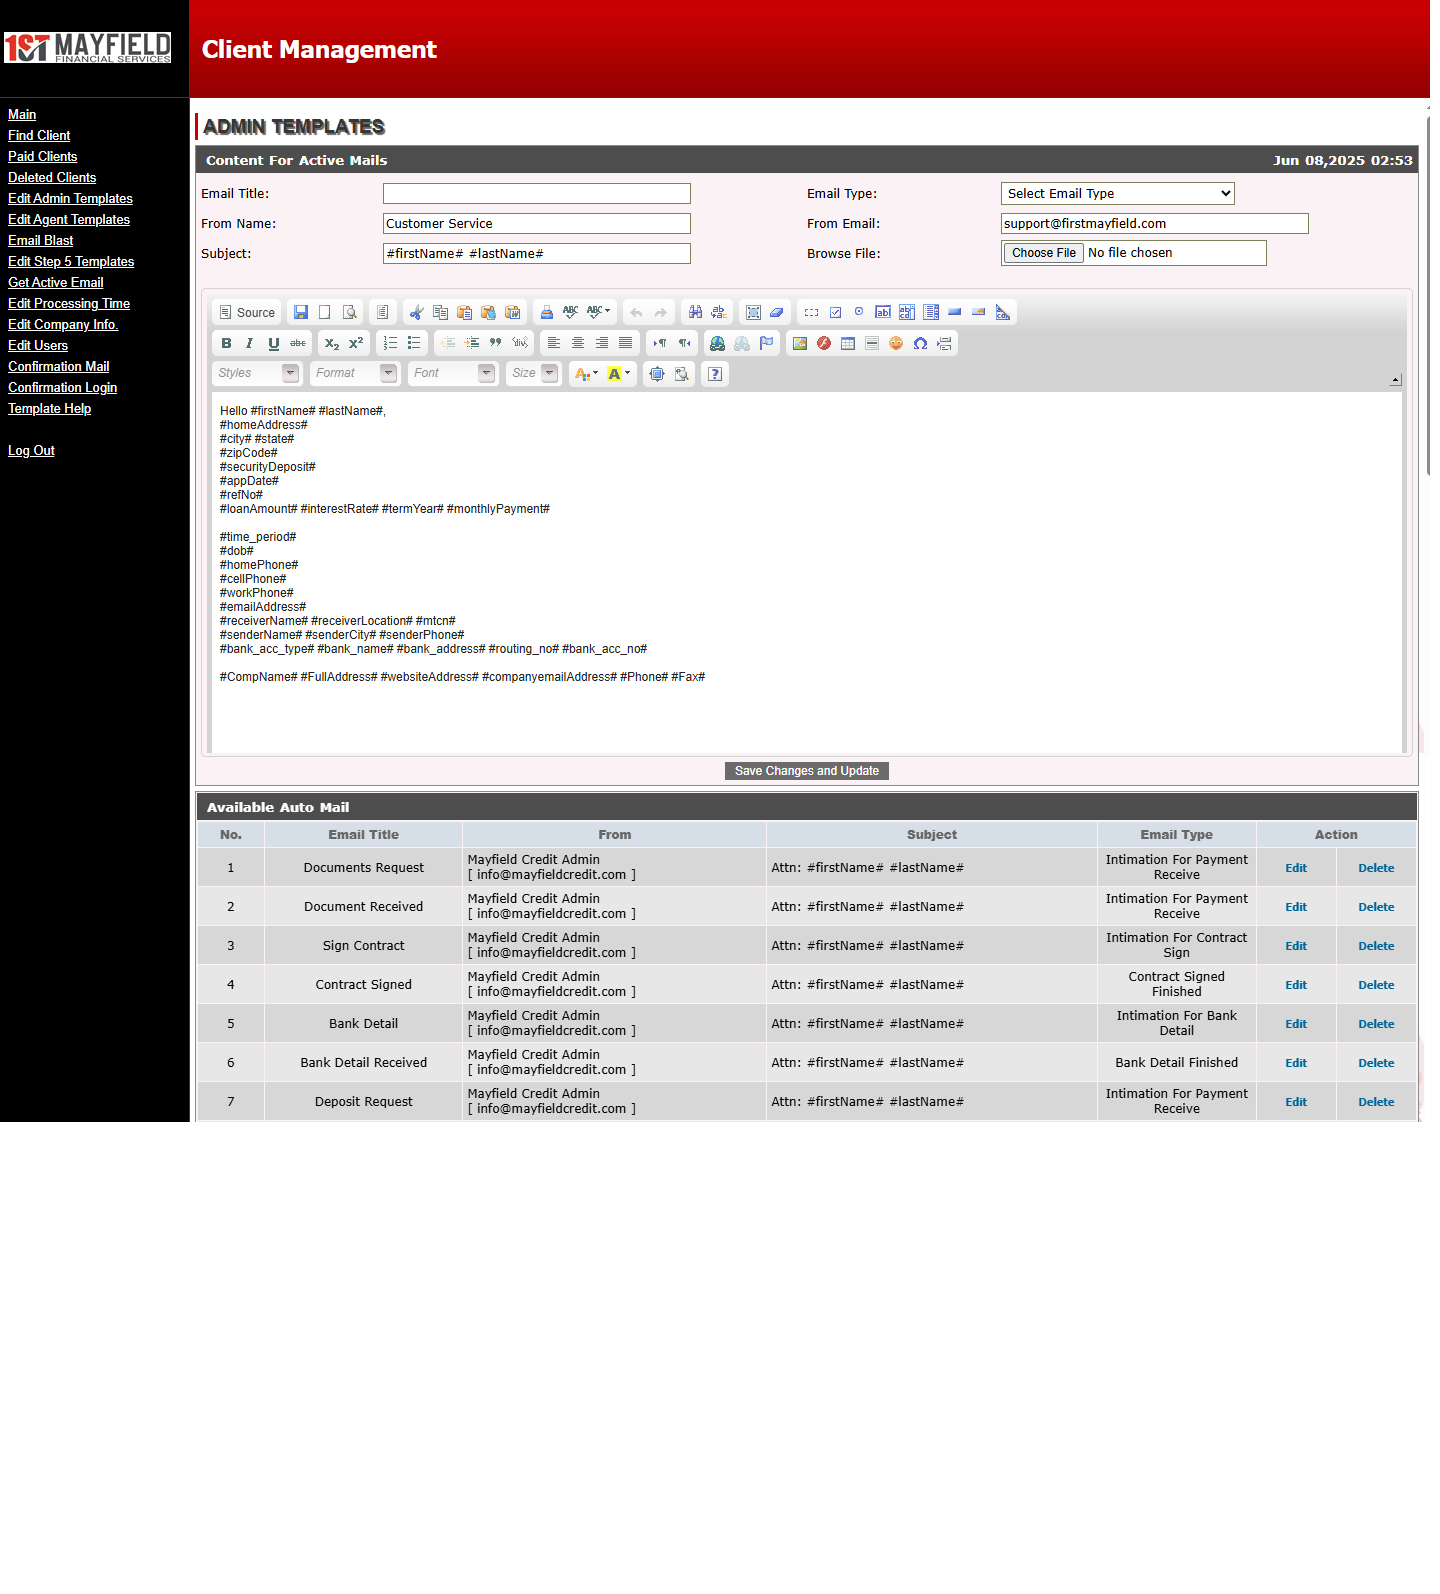 1ST MAYFIELD
FINANCIAL SERVICES
Client Management
Main
Find Client
Paid Clients
Deleted Clients
Edit Admin Templates
Edit Agent Templates
Email Blast
Edit Step 5 Templates
Get Active Email
Edit Processing Time
Edit Company Info.
Edit Users
Confirmation Mail
Confirmation Login
Template Help
Log Out
ADMIN TEMPLATES
Content For Active Mails Jun 08,2025 02:53
Email Title: Email Type: Select Email Type
From Name: Customer Service From Email: support@firstmayfield.com
Subject: #firstName# #lastName# Browse File: Choose File No file chosen
Source
Styles Format Font Size
Hello #firstName# #lastName#,
#homeAddress#
#city# #state#
#zipCode#
#securityDeposit#
#appDate#
#refNo#
#loanAmount# #interestRate# #termYear# #monthlyPayment#
#time_period#
#dob#
#homePhone#
#cellPhone#
#workPhone#
#emailAddress#
#receiverName# #receiverLocation# #mtcn#
#senderName# #senderCity# #senderPhone#
#bank_acc_type# #bank_name# #bank_address# #routing_no# #bank_acc_no#
#CompName# #FullAddress# #websiteAddress# #companyemailAddress# #Phone# #Fax#
Save Changes and Update
Available Auto Mail
No. Email Title From Subject Email Type Action
1 Documents Request Mayfield Credit Admin [ info@mayfieldcredit.com ] Attn: #firstName# #lastName# Intimation For Payment Receive Edit Delete
2 Document Received Mayfield Credit Admin [ info@mayfieldcredit.com ] Attn: #firstName# #lastName# Intimation For Payment Receive Edit Delete
3 Sign Contract Mayfield Credit Admin [ info@mayfieldcredit.com ] Attn: #firstName# #lastName# Intimation For Contract Sign Edit Delete
4 Contract Signed Mayfield Credit Admin [ info@mayfieldcredit.com ] Attn: #firstName# #lastName# Contract Signed Finished Edit Delete
5 Bank Detail Mayfield Credit Admin [ info@mayfieldcredit.com ] Attn: #firstName# #lastName# Intimation For Bank Detail Edit Delete
6 Bank Detail Received Mayfield Credit Admin [ info@mayfieldcredit.com ] Attn: #firstName# #lastName# Bank Detail Finished Edit Delete
7 Deposit Request Mayfield Credit Admin [ info@mayfieldcredit.com ] Attn: #firstName# #lastName# Intimation For Payment Receive Edit Delete